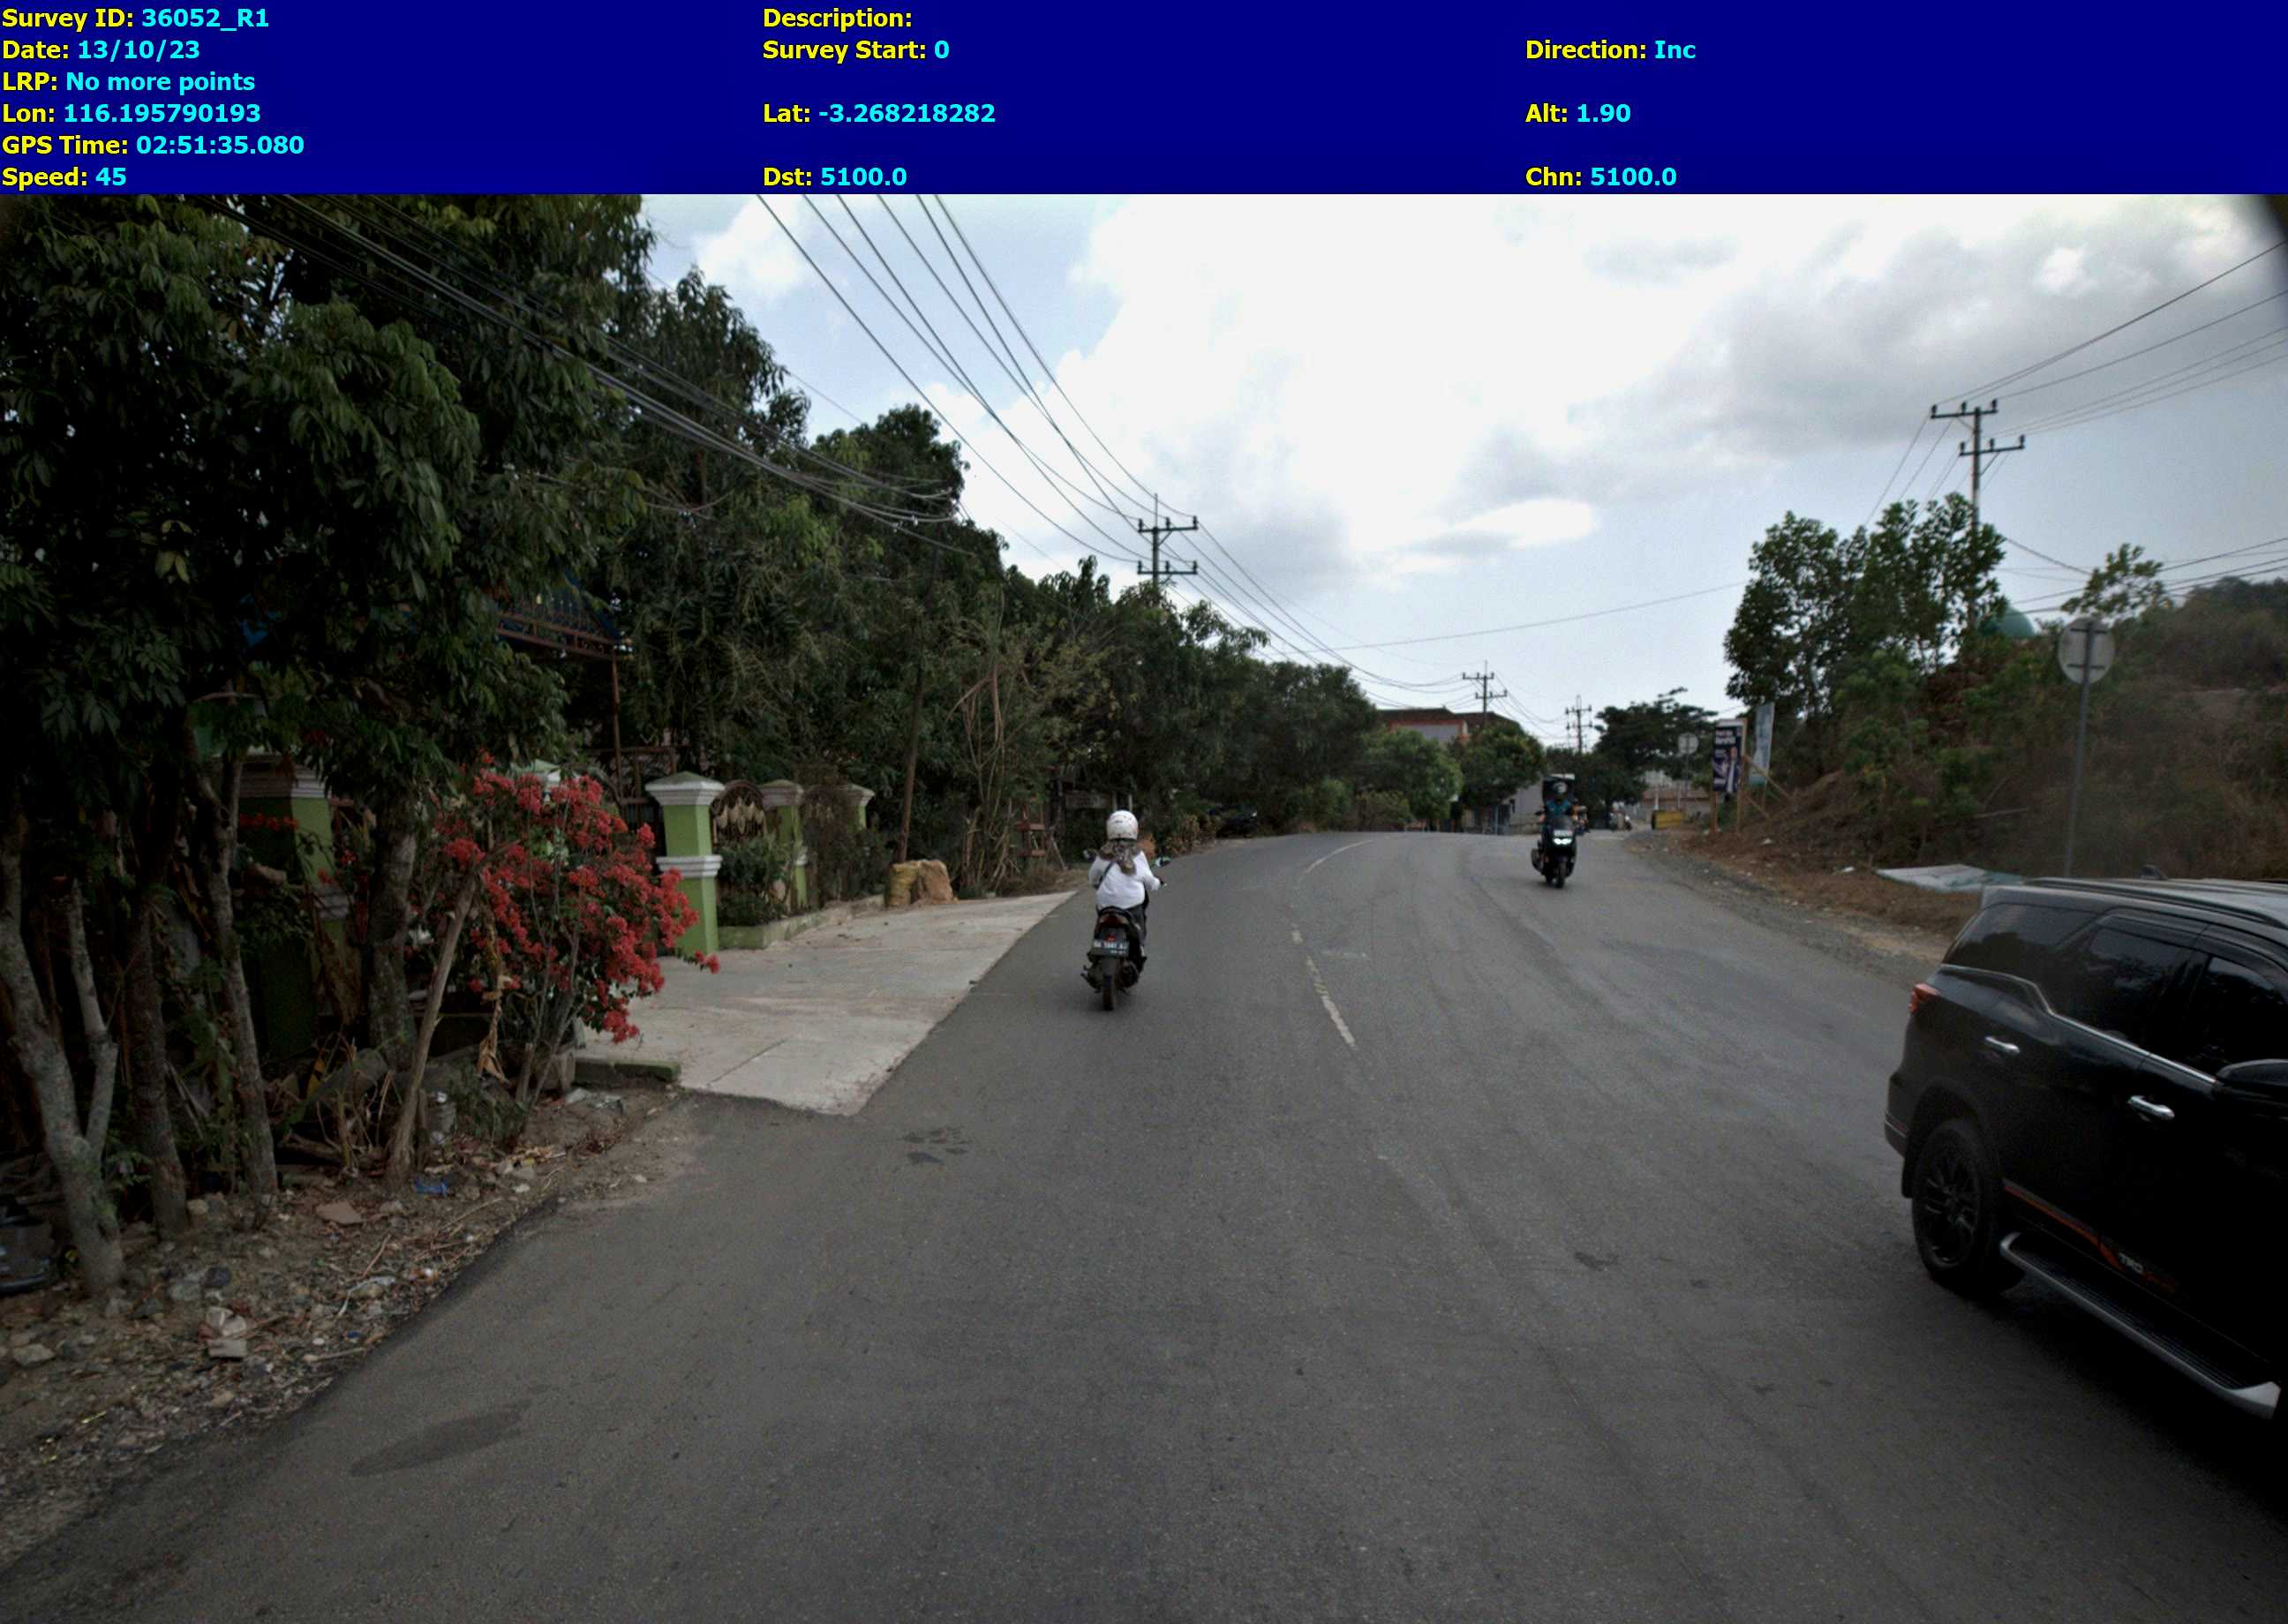 Survey ID: 36052_R1
Description:
Date: 13/10/23
Survey Start: 0
Direction: Inc
LRP: No more points
Lon: 116.195790193
Lat: -3.268218282
Alt: 1.90
GPS Time: 02:51:35.080
Speed: 45
Dst: 5100.0
Chn: 5100.0
TRD